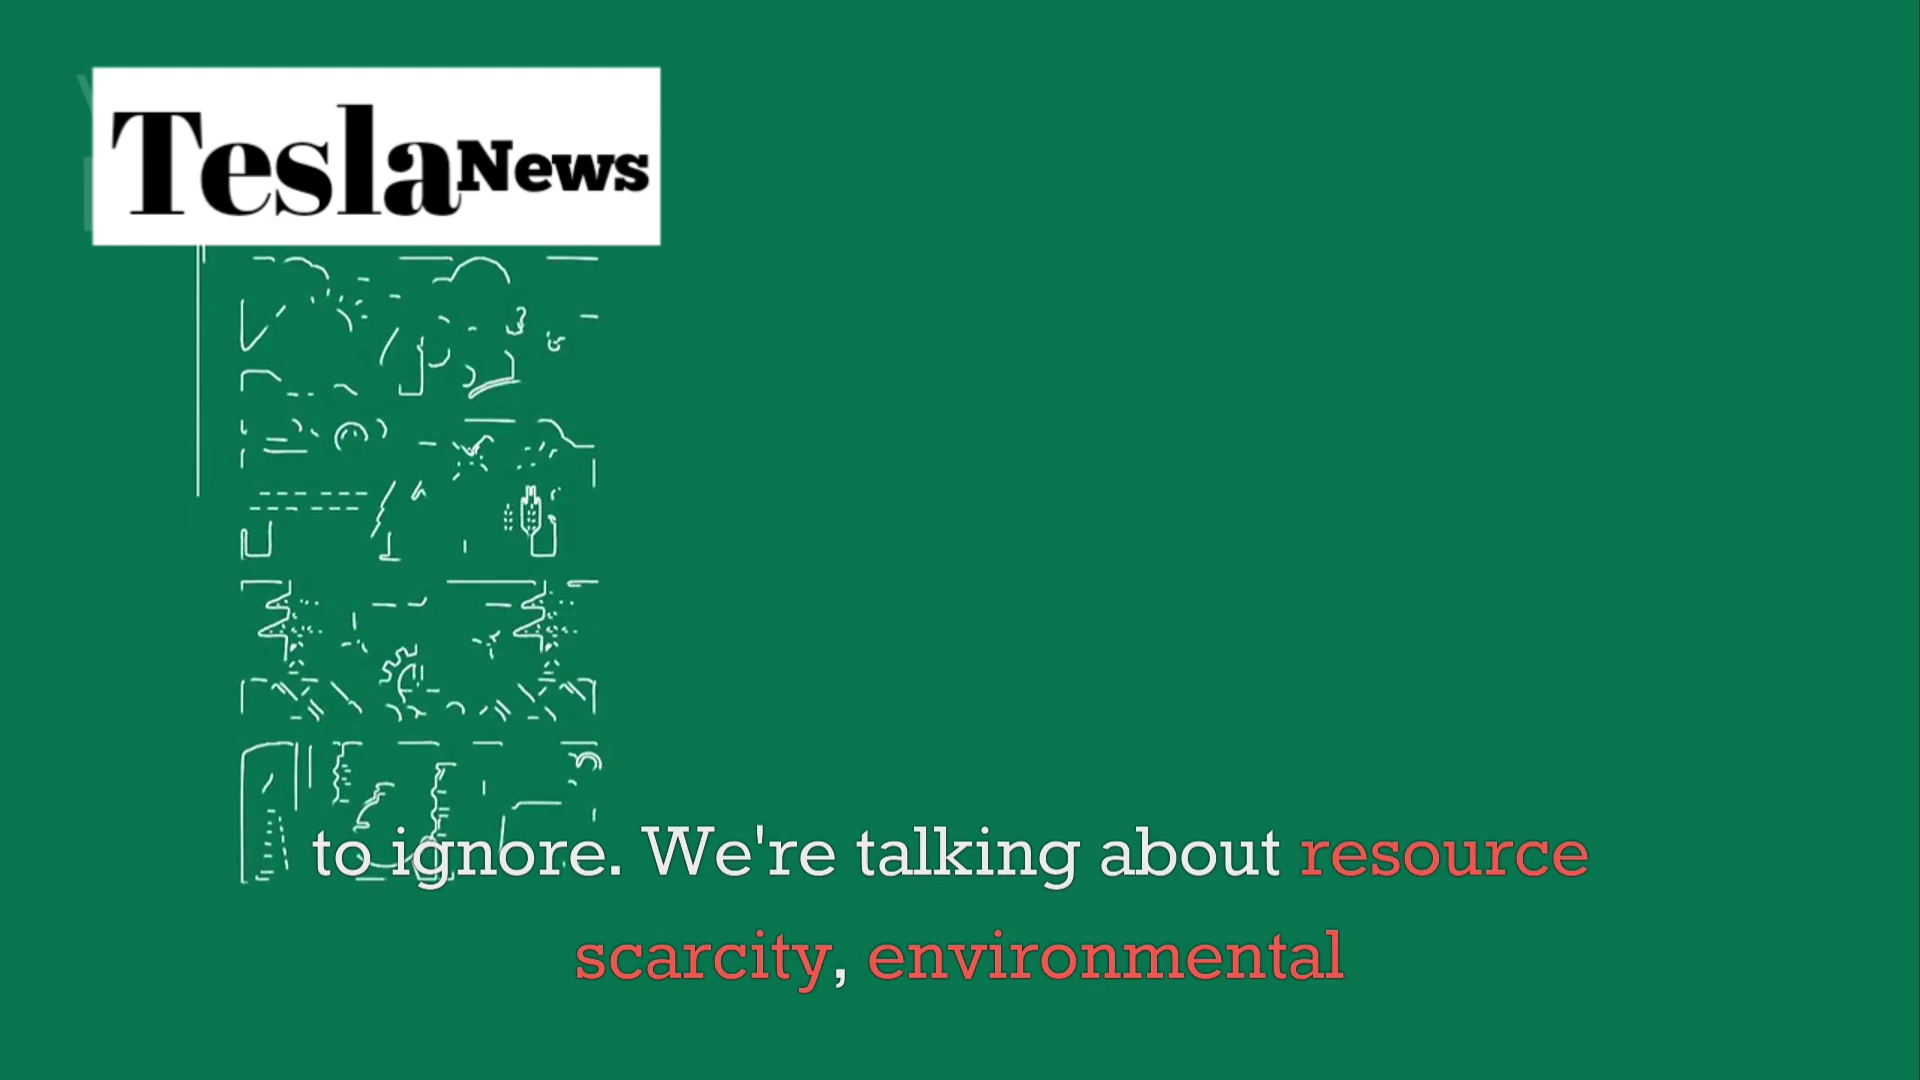 Tesla News
to ignore. We're talking about resource
scarcity, environmental